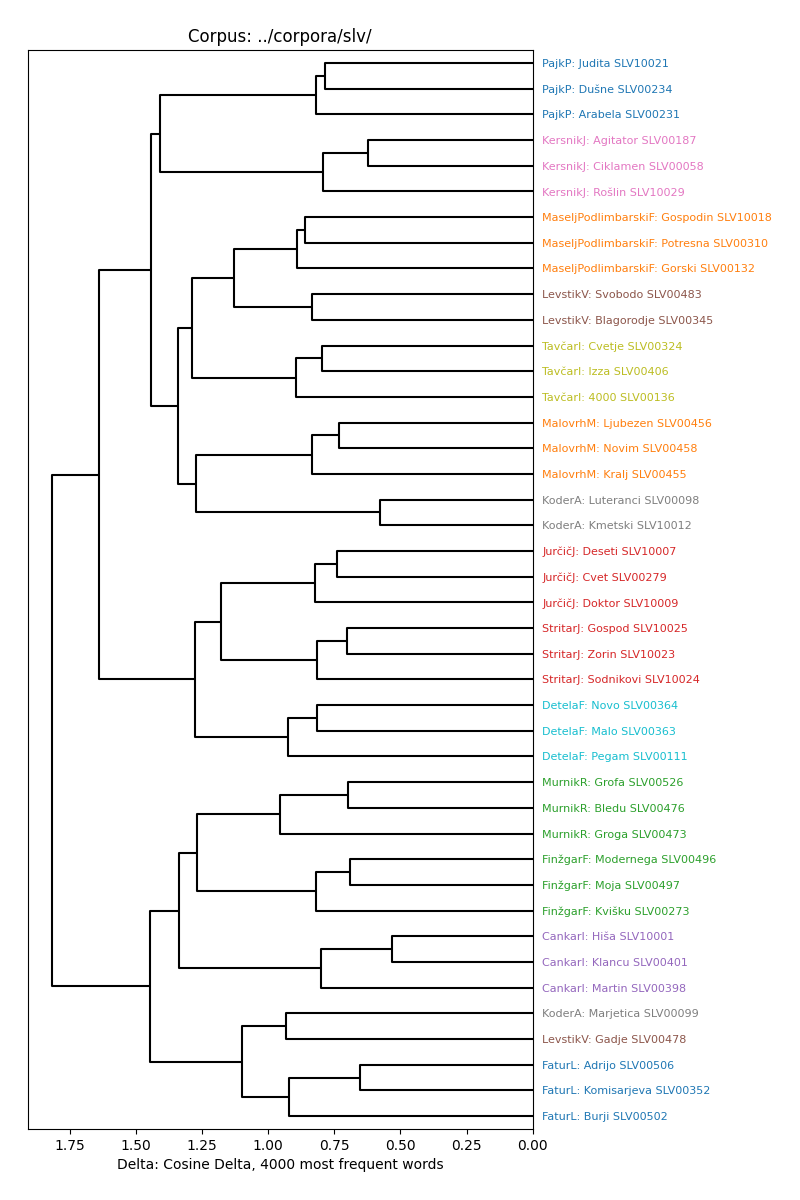 Corpus: ../corpora/slv/
PajkP: Judita SLV10021
PajkP: Dušne SLV00234
PajkP: Arabela SLV00231
KersnikJ: Agitator SLV00187
KersnikJ: Ciklamen SLV00058
KersnikJ: Rošlin SLV10029
MaseljPodlimbarskiF: Gospodin SLV10018
MaseljPodlimbarskiF: Potresna SLV00310
MaseljPodlimbarskiF: Gorski SLV00132
LevstikV: Svobodo SLV00483
LevstikV: Blagorodje SLV00345
TavčarI: Cvetje SLV00324
TavčarI: Izza SLV00406
TavčarI: 4000 SLV00136
MalovrhM: Ljubezen SLV00456
MalovrhM: Novim SLV00458
MalovrhM: Kralj SLV00455
KoderA: Luteranci SLV00098
KoderA: Kmetski SLV10012
JurčičJ: Deseti SLV10007
JurčičJ: Cvet SLV00279
JurčičJ: Doktor SLV10009
StritarJ: Gospod SLV10025
StritarJ: Zorin SLV10023
StritarJ: Sodnikovi SLV10024
DetelaF: Novo SLV00364
DetelaF: Malo SLV00363
DetelaF: Pegam SLV00111
MurnikR: Grofa SLV00526
MurnikR: Bledu SLV00476
MurnikR: Groga SLV00473
FinžgarF: Modernega SLV00496
FinžgarF: Moja SLV00497
FinžgarF: Kvišku SLV00273
CankarI: Hiša SLV10001
CankarI: Klancu SLV00401
CankarI: Martin SLV00398
KoderA: Marjetica SLV00099
LevstikV: Gadje SLV00478
FaturL: Adrijo SLV00506
FaturL: Komisarjeva SLV00352
FaturL: Burji SLV00502
1.75 1.50 1.25 1.00 0.75 0.50 0.25 0.00
Delta: Cosine Delta, 4000 most frequent words